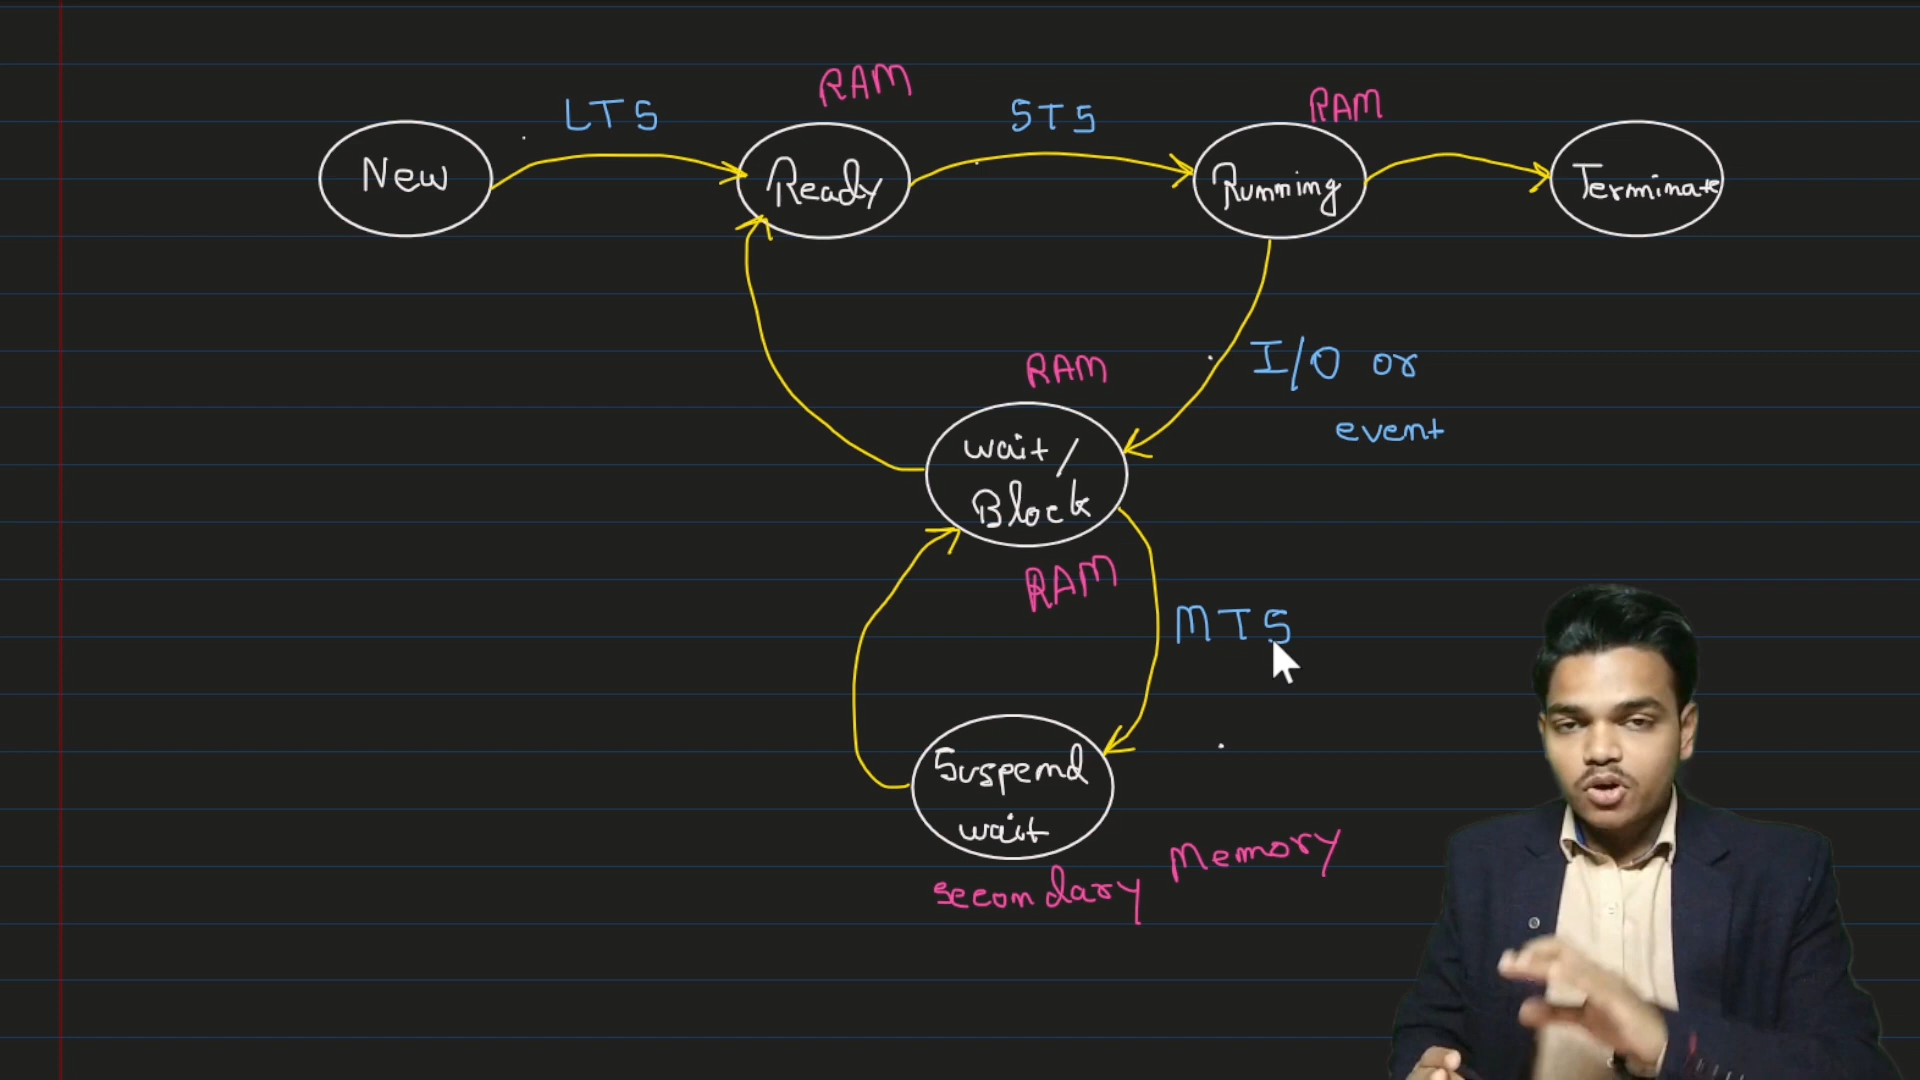 RAM
LTS
STS
RAM
New
Ready
Running
Terminate
RAM
I/O or
event
wait/
Block
RAM
MTS
Suspend
wait
secondary Memory